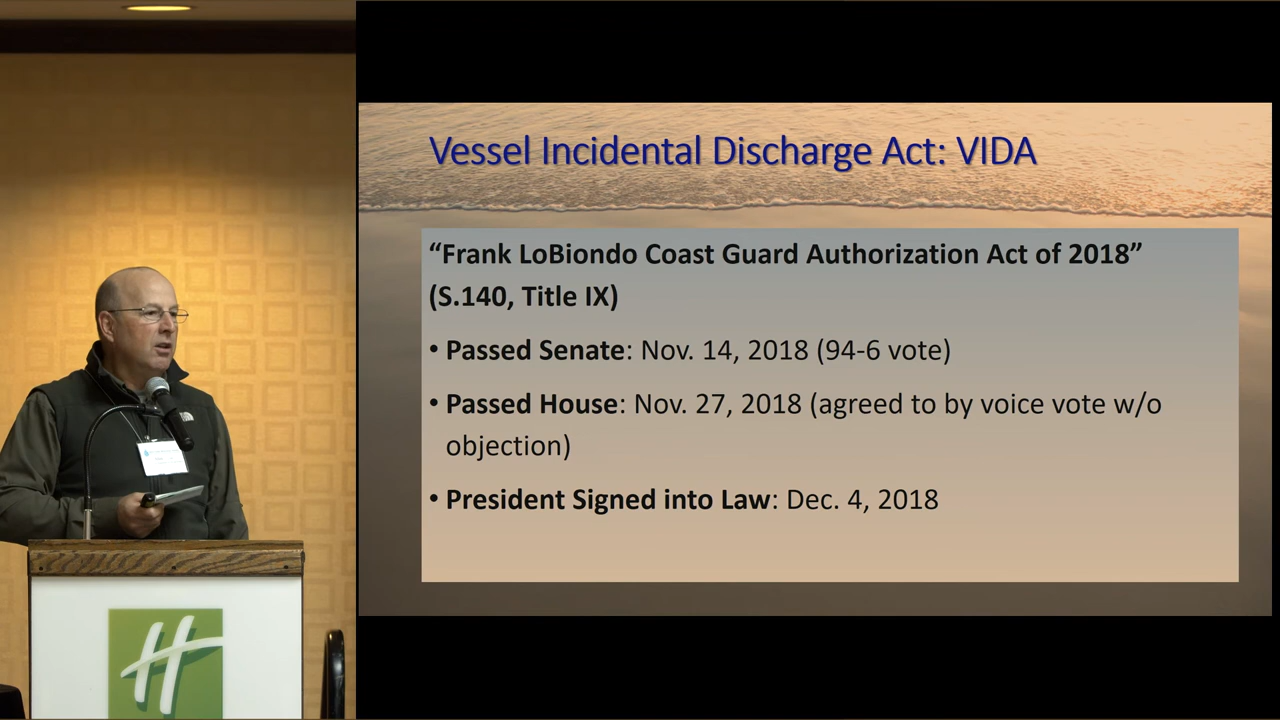 Vessel Incidental Discharge Act: VIDA
“Frank LoBiondo Coast Guard Authorization Act of 2018”
(S.140, Title IX)
• Passed Senate: Nov. 14, 2018 (94-6 vote)
• Passed House: Nov. 27, 2018 (agreed to by voice vote w/o
objection)
• President Signed into Law: Dec. 4, 2018
H